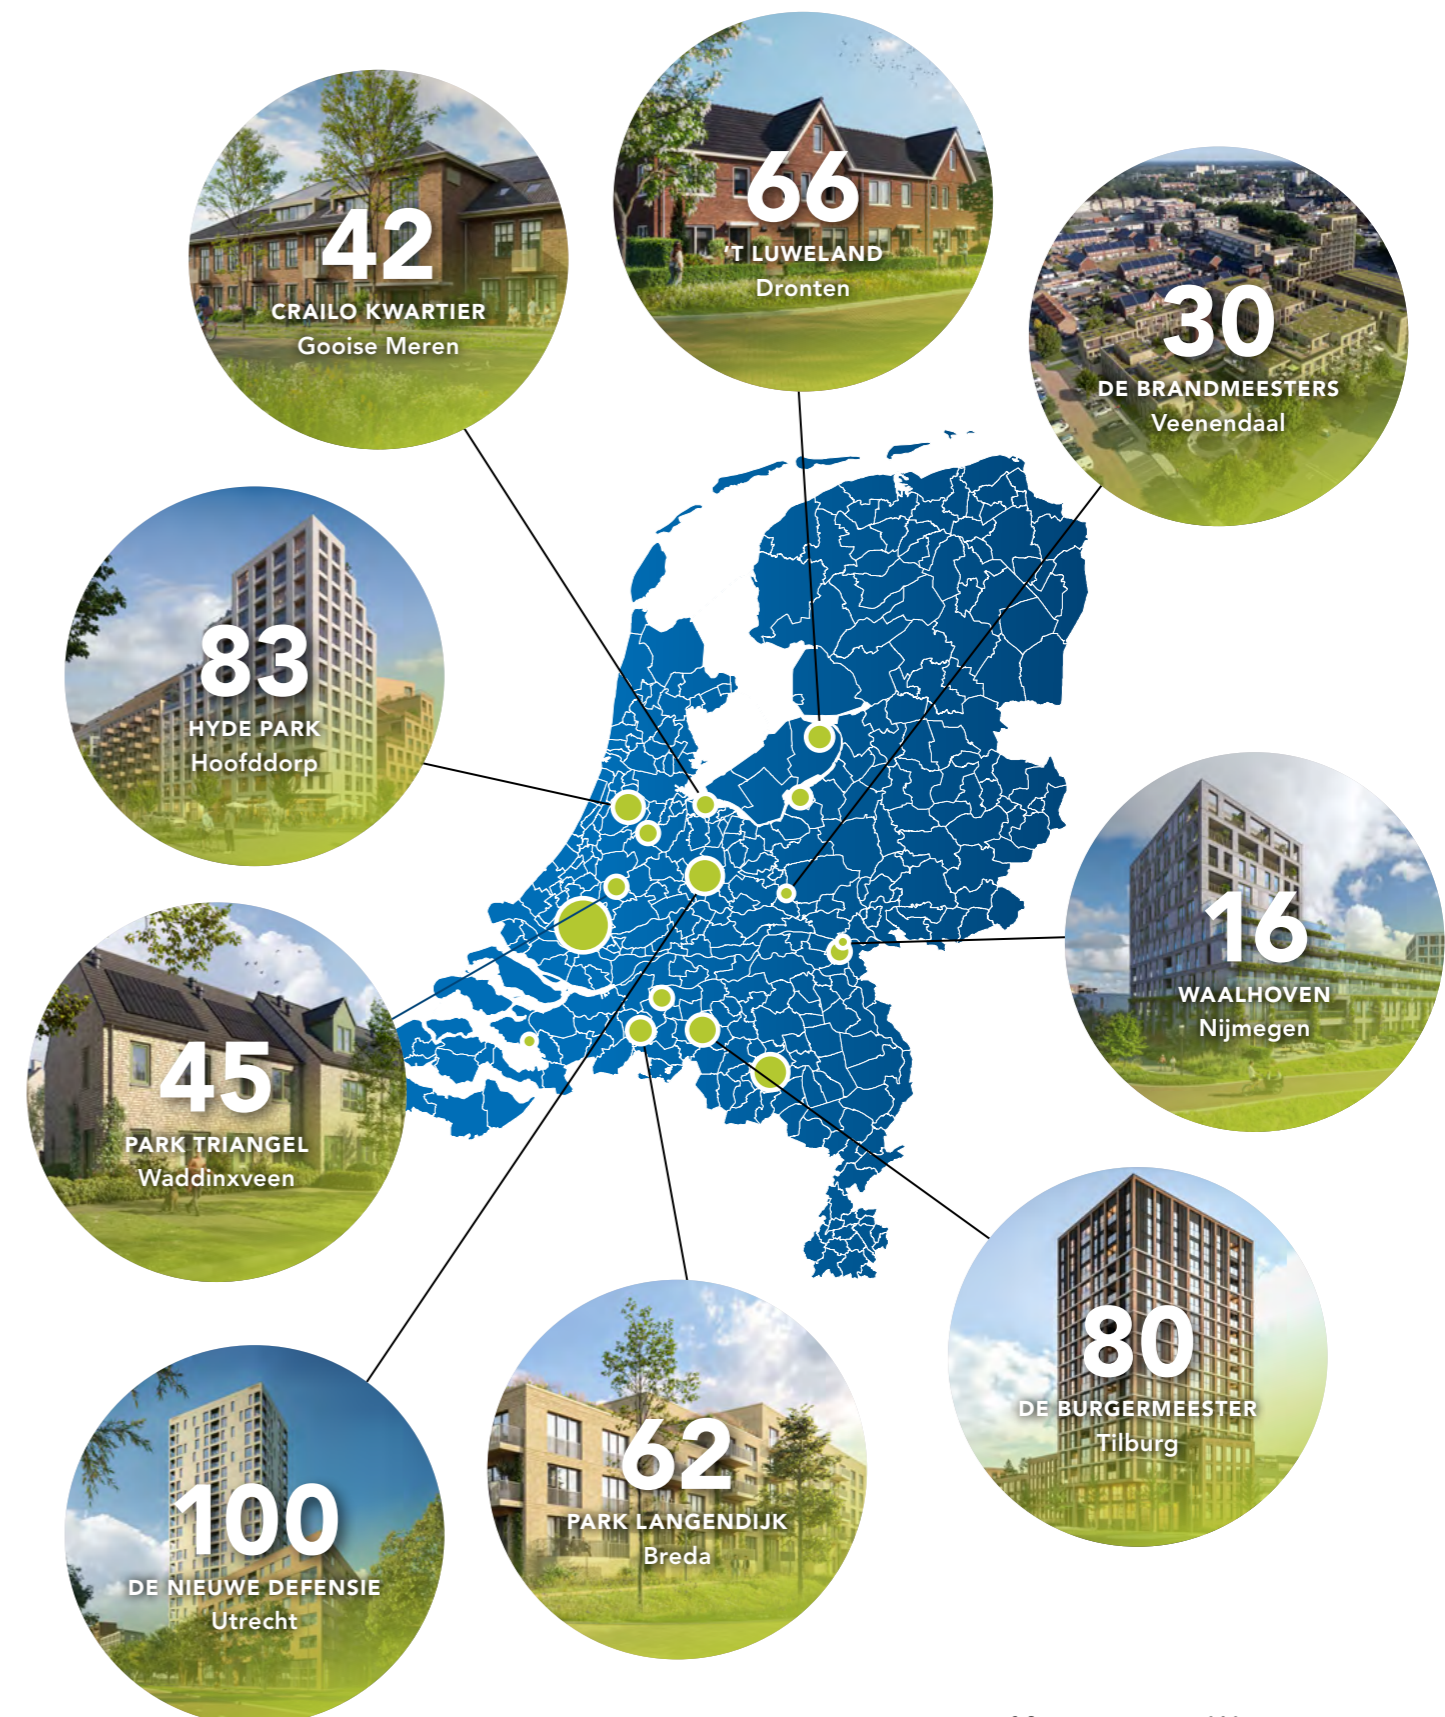 66
'T LUWELAND
Dronten
42
CRAILO KWARTIER
Gooise Meren
30
DE BRANDMEESTERS
Veenendaal
83
HYDE PARK
Hoofddorp
16
WAALHOVEN
Nijmegen
45
PARK TRIANGEL
Waddinxveen
80
DE BURGERMEESTER
Tilburg
62
PARK LANGENDIJK
Breda
100
DE NIEUWE DEFENSIE
Utrecht